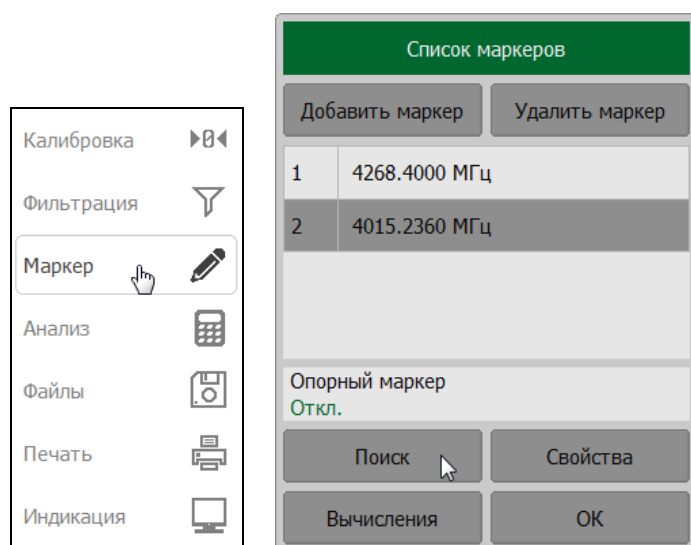 Калибровка
Фильтрация
Маркер
Анализ
Файлы
Печать
Индикация
Список маркеров
Добавить маркер Удалить маркер
1 4268.4000 МГц
2 4015.2360 МГц
Опорный маркер
Откл.
Поиск Свойства
Вычисления ОК